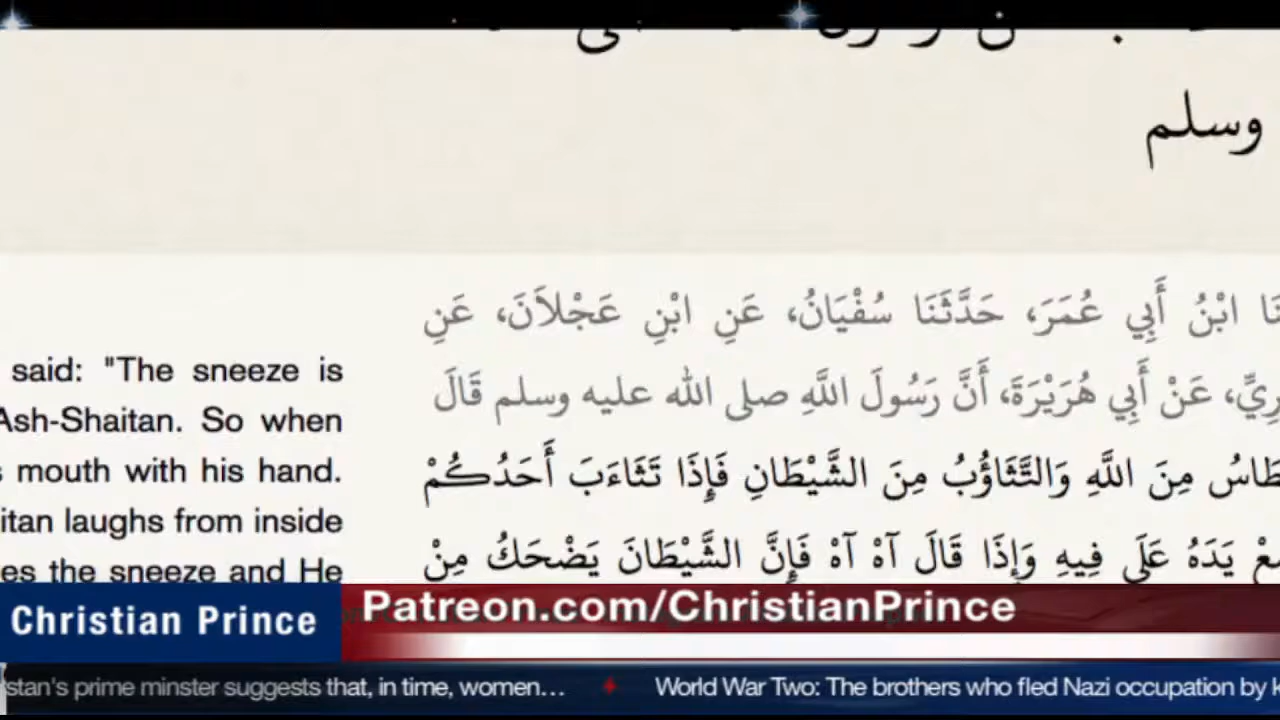 وسلم
ابْنُ أَبِي عُمَرَ، حَدَّثَنَا سُفْيَانُ، عَنِ ابْنِ عَجْلاَنَ، عَنِ
عَنْ أَبِي هُرَيْرَةَ، أَنَّ رَسُولَ اللَّهِ صلى الله عليه وسلم قَالَ
مِنَ اللَّهِ وَالتَّثَاؤُبُ مِنَ الشَّيْطَانِ فَإِذَا تَثَاءَبَ أَحَدُكُمْ
يَدَهُ عَلَى فِيهِ وَإِذَا قَالَ آهْ آهْ فَإِنَّ الشَّيْطَانَ يَضْحَكُ مِنْ
said: "The sneeze is
Ash-Shaitan. So when
mouth with his hand.
itan laughs from inside
es the sneeze and He
Christian Prince
Patreon.com/ChristianPrince
stan's prime minster suggests that, in time, women… World War Two: The brothers who fled Nazi occupation by k